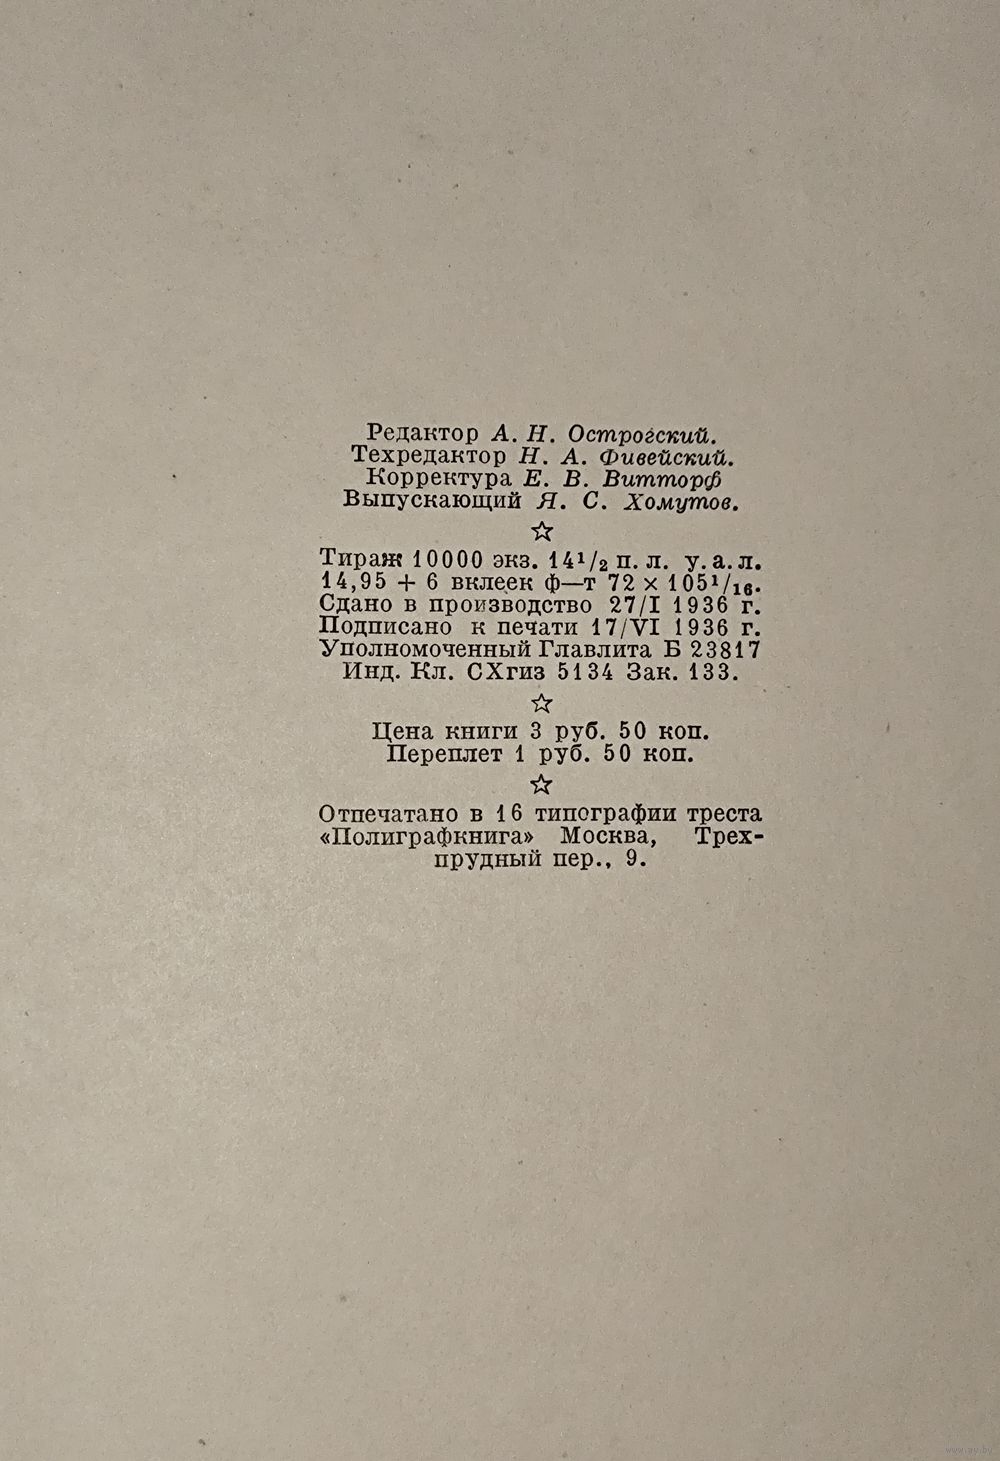 Редактор А. Н. Острогский.
Техредактор Н. А. Фивейский.
Корректура Е. В. Витторф
Выпускающий Я. С. Хомутов.
☆
Тираж 10000 экз. 14¹/₂ п. л. у. а. л.
14,95 + 6 вклеек ф—т 72 × 105¹/₁₆.
Сдано в производство 27/I 1936 г.
Подписано к печати 17/VI 1936 г.
Уполномоченный Главлита Б 23817
Инд. Кл. СХгиз 5134 Зак. 133.
☆
Цена книги 3 руб. 50 коп.
Переплет 1 руб. 50 коп.
☆
Отпечатано в 16 типографии треста
«Полиграфкнига» Москва, Трех-
прудный пер., 9.
www.ay.by